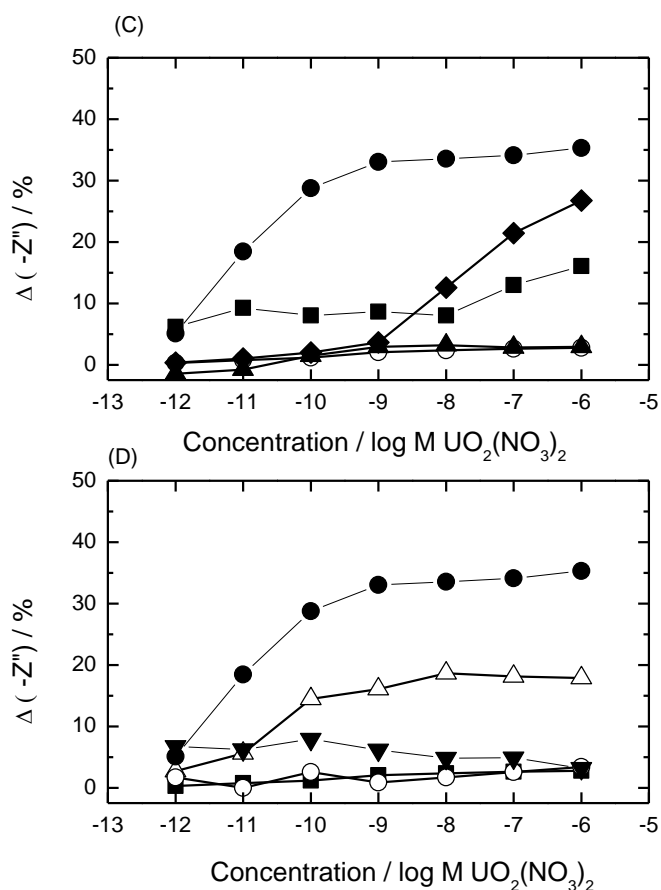 (C)
50
40
30
20
10
0
Δ ( -Z") / %
-13 -12 -11 -10 -9 -8 -7 -6 -5
Concentration / log M UO₂(NO₃)₂
(D)
50
40
30
20
10
0
Δ ( -Z") / %
-13 -12 -11 -10 -9 -8 -7 -6 -5
Concentration / log M UO₂(NO₃)₂